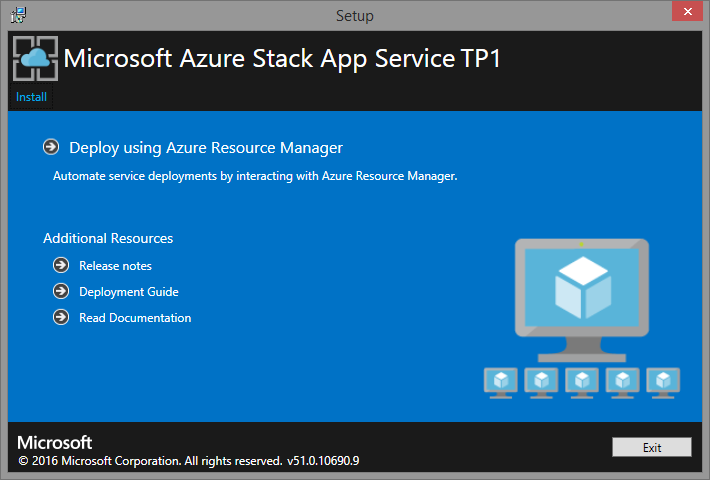 Setup
Microsoft Azure Stack App Service TP1
Install
Deploy using Azure Resource Manager
Automate service deployments by interacting with Azure Resource Manager.
Additional Resources
Release notes
Deployment Guide
Read Documentation
Microsoft
© 2016 Microsoft Corporation. All rights reserved. v51.0.10690.9
Exit